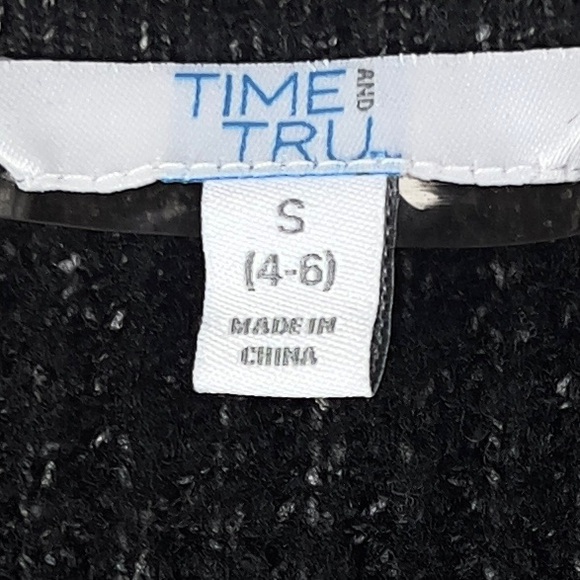 TIME AND
TRU
S
(4-6)
MADE IN
CHINA